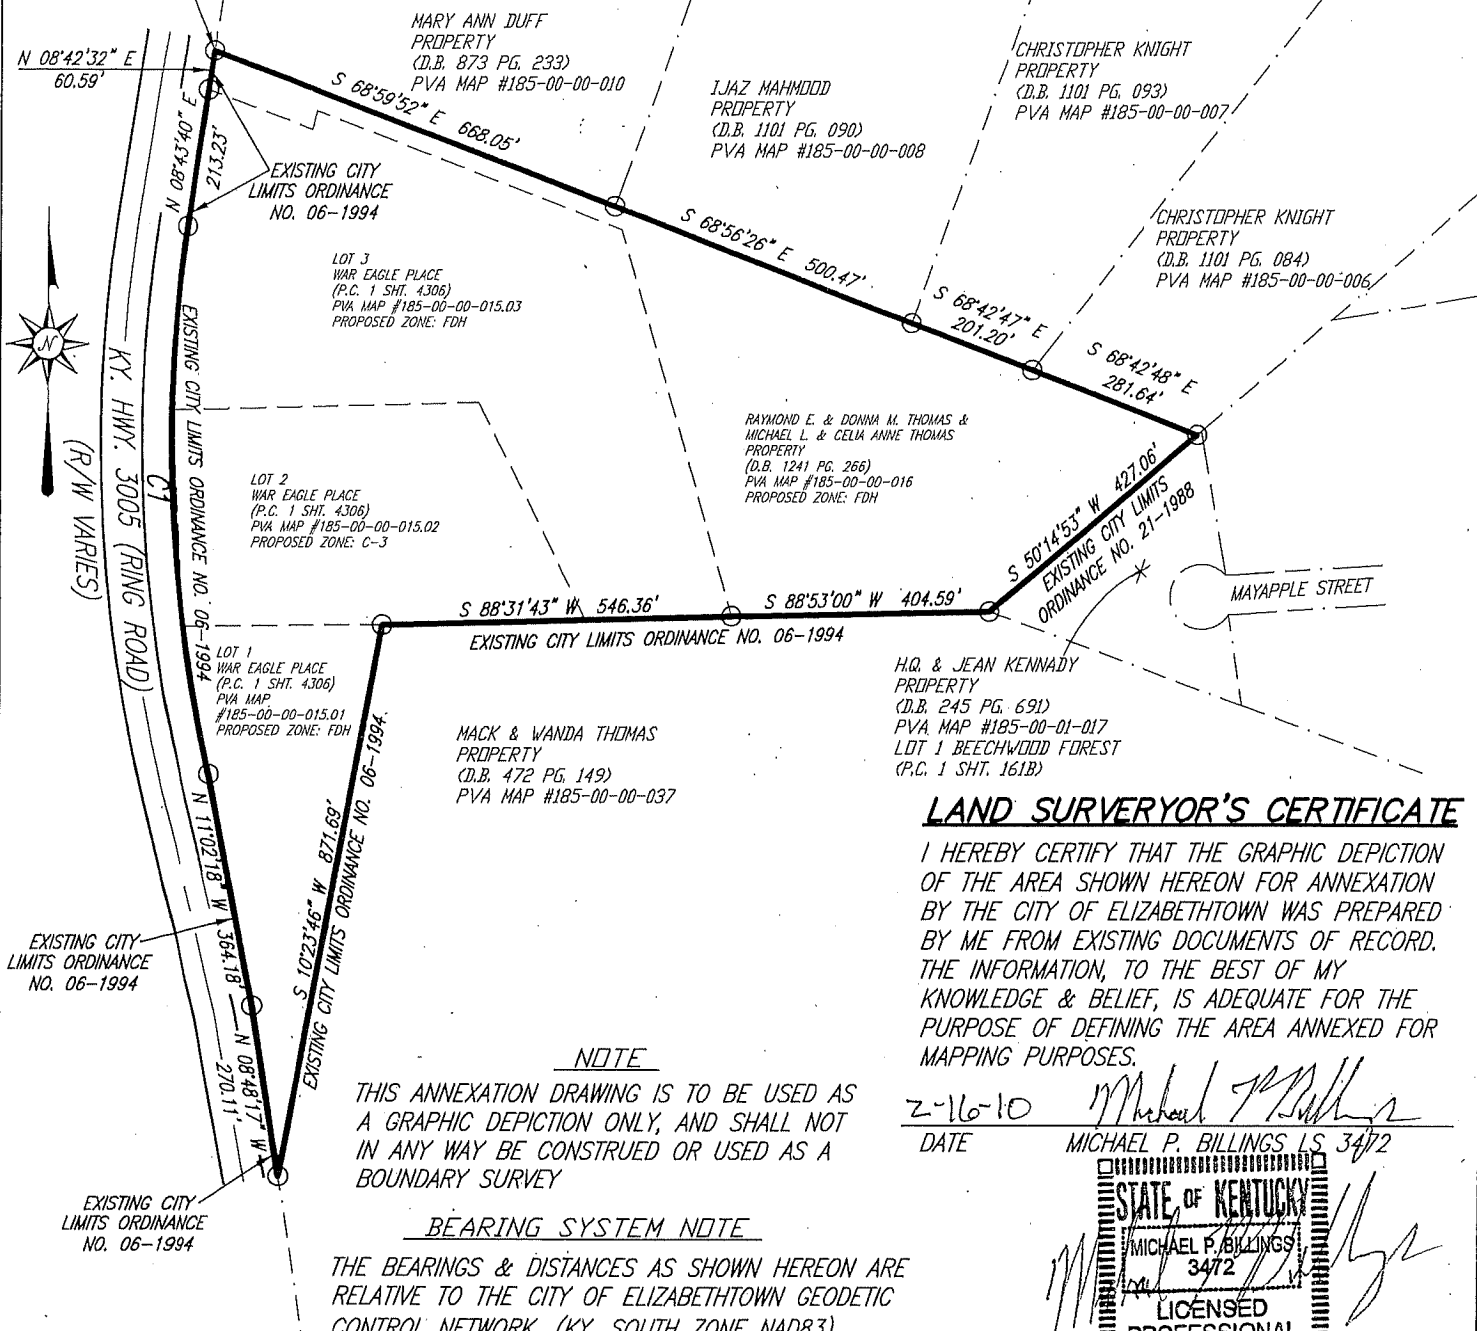 N 08°42'32" E
60.59'
MARY ANN DUFF
PROPERTY
(D.B. 873 PG. 233)
PVA MAP #185-00-00-010
S 68°59'52" E 668.05'
IJAZ MAHMOOD
PROPERTY
(D.B. 1101 PG. 090)
PVA MAP #185-00-00-008
CHRISTOPHER KNIGHT
PROPERTY
(D.B. 1101 PG. 093)
PVA MAP #185-00-00-007
N 08°43'40" E
213.23'
EXISTING CITY
LIMITS ORDINANCE
NO. 06-1994
S 68°56'26" E 500.47'
CHRISTOPHER KNIGHT
PROPERTY
(D.B. 1101 PG. 084)
PVA MAP #185-00-00-006
S 68°42'47" E
201.20'
S 68°42'48" E
281.64'
LOT 3
WAR EAGLE PLACE
(P.C. 1 SHT. 4306)
PVA MAP #185-00-00-015.03
PROPOSED ZONE: FDH
N
EXISTING CITY LIMITS ORDINANCE NO. 06-1994
KY. HWY. 3005 (RING ROAD)
(R/W VARIES)
C1
RAYMOND E. & DONNA M. THOMAS &
MICHAEL L. & CELIA ANNE THOMAS
PROPERTY
(D.B. 1241 PG. 266)
PVA MAP #185-00-00-016
PROPOSED ZONE: FDH
LOT 2
WAR EAGLE PLACE
(P.C. 1 SHT. 4306)
PVA MAP #185-00-00-015.02
PROPOSED ZONE: C-3
S 50°14'53" W 427.06'
EXISTING CITY LIMITS
ORDINANCE NO. 21-1988
MAYAPPLE STREET
S 88°31'43" W 546.36'
S 88°53'00" W 404.59'
EXISTING CITY LIMITS ORDINANCE NO. 06-1994
LOT 1
WAR EAGLE PLACE
(P.C. 1 SHT. 4306)
PVA MAP
#185-00-00-015.01
PROPOSED ZONE: FDH
H.Q. & JEAN KENNADY
PROPERTY
(D.B. 245 PG. 691)
PVA MAP #185-00-01-017
LOT 1 BEECHWOOD FOREST
(P.C. 1 SHT. 161B)
MACK & WANDA THOMAS
PROPERTY
(D.B. 472 PG. 149)
PVA MAP #185-00-00-037
S 10°23'46" W 871.69'
EXISTING CITY LIMITS ORDINANCE NO. 06-1994
N 11°02'18" W 364.18'
EXISTING CITY
LIMITS ORDINANCE
NO. 06-1994
N 08°48'17" W
270.11'
EXISTING CITY
LIMITS ORDINANCE
NO. 06-1994
LAND SURVERYOR'S CERTIFICATE
I HEREBY CERTIFY THAT THE GRAPHIC DEPICTION
OF THE AREA SHOWN HEREON FOR ANNEXATION
BY THE CITY OF ELIZABETHTOWN WAS PREPARED
BY ME FROM EXISTING DOCUMENTS OF RECORD.
THE INFORMATION, TO THE BEST OF MY
KNOWLEDGE & BELIEF, IS ADEQUATE FOR THE
PURPOSE OF DEFINING THE AREA ANNEXED FOR
MAPPING PURPOSES.
2-16-10 Michael P Billings
DATE MICHAEL P. BILLINGS LS 3472
STATE OF KENTUCKY
MICHAEL P. BILLINGS
3472
LICENSED
PROFESSIONAL
NOTE
THIS ANNEXATION DRAWING IS TO BE USED AS
A GRAPHIC DEPICTION ONLY, AND SHALL NOT
IN ANY WAY BE CONSTRUED OR USED AS A
BOUNDARY SURVEY
BEARING SYSTEM NOTE
THE BEARINGS & DISTANCES AS SHOWN HEREON ARE
RELATIVE TO THE CITY OF ELIZABETHTOWN GEODETIC
CONTROL NETWORK (KY. SOUTH ZONE NAD83)